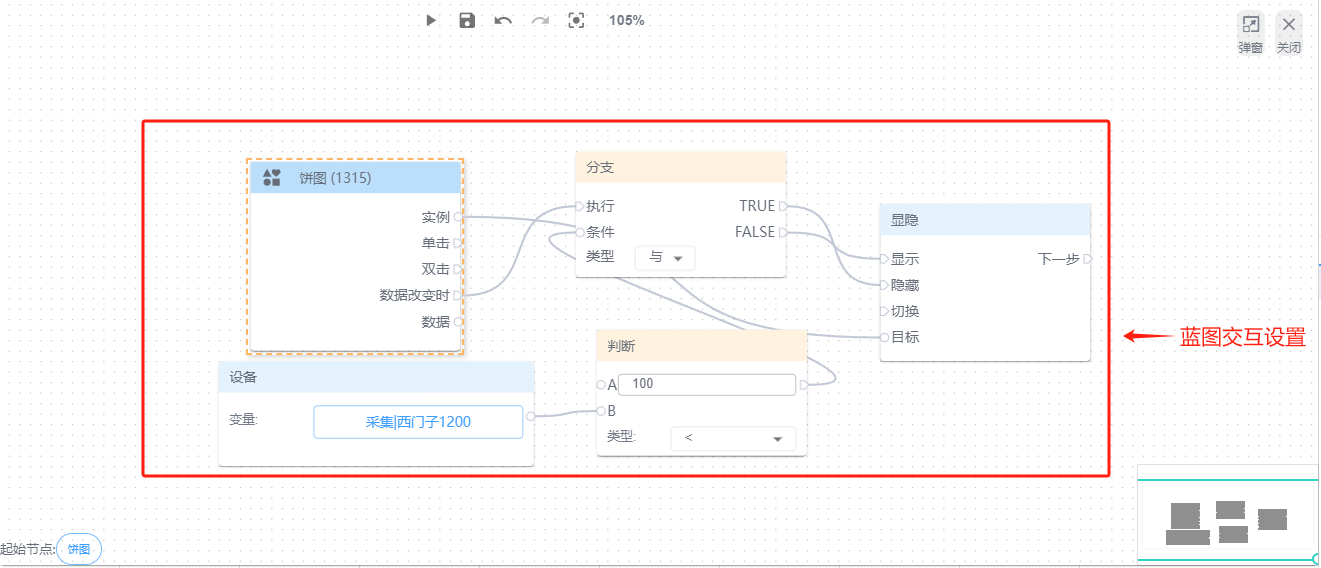 105%
弹窗
关闭
饼图 (1315)
实例
单击
双击
数据改变时
数据
分支
执行
TRUE
条件
FALSE
类型
与
显隐
显示
下一步
隐藏
切换
目标
蓝图交互设置
设备
变量:
采集|西门子1200
判断
A
100
B
类型:
<
起始节点:
饼图